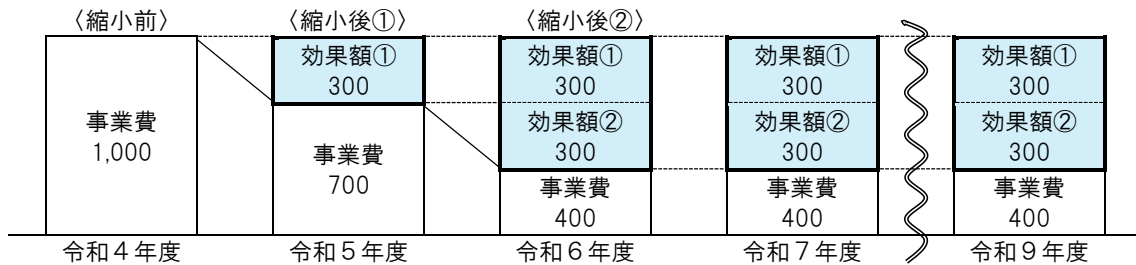 〈縮小前〉
〈縮小後①〉
〈縮小後②〉
事業費
1,000
効果額①
300
事業費
700
効果額①
300
効果額②
300
事業費
400
効果額①
300
効果額②
300
事業費
400
効果額①
300
効果額②
300
事業費
400
令和4年度
令和5年度
令和6年度
令和7年度
令和9年度